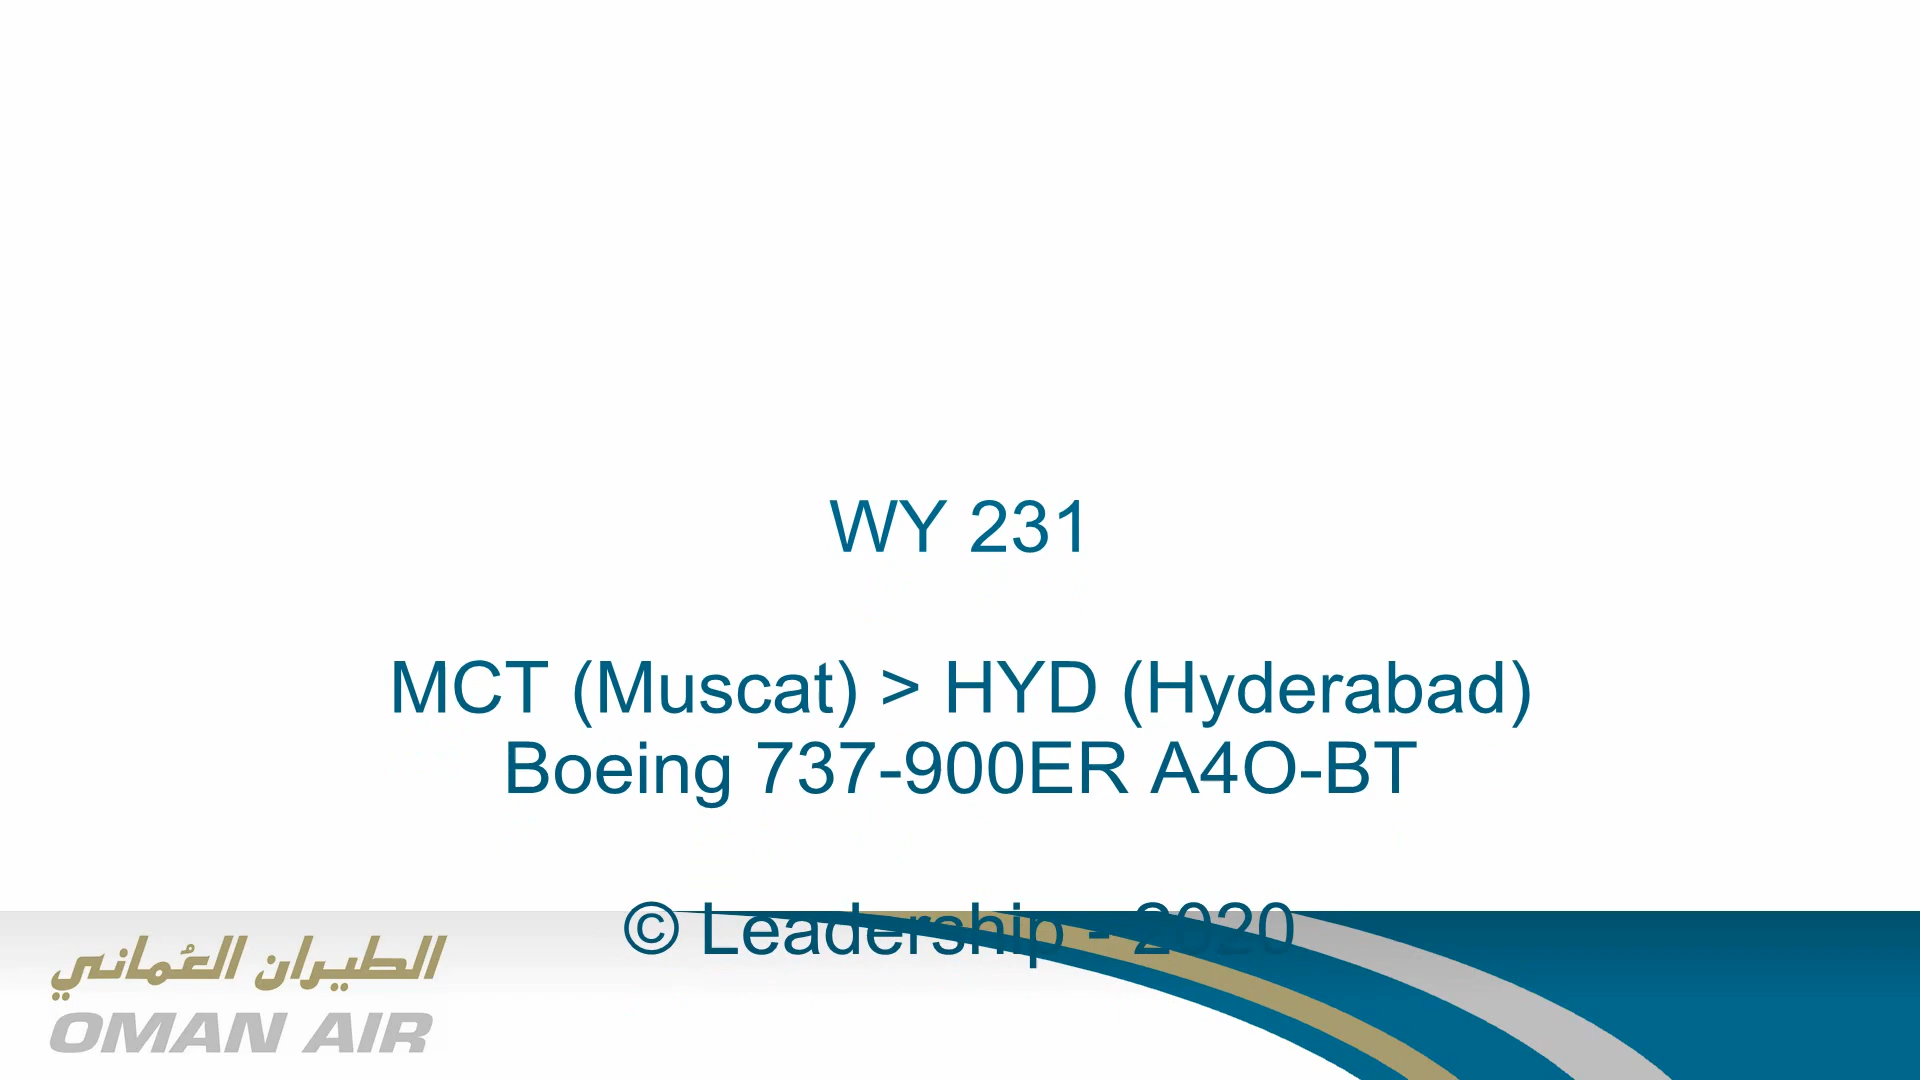 WY 231
MCT (Muscat) > HYD (Hyderabad)
Boeing 737-900ER A4O-BT
© Leadership - 2020
الطيران العُماني
OMAN AIR